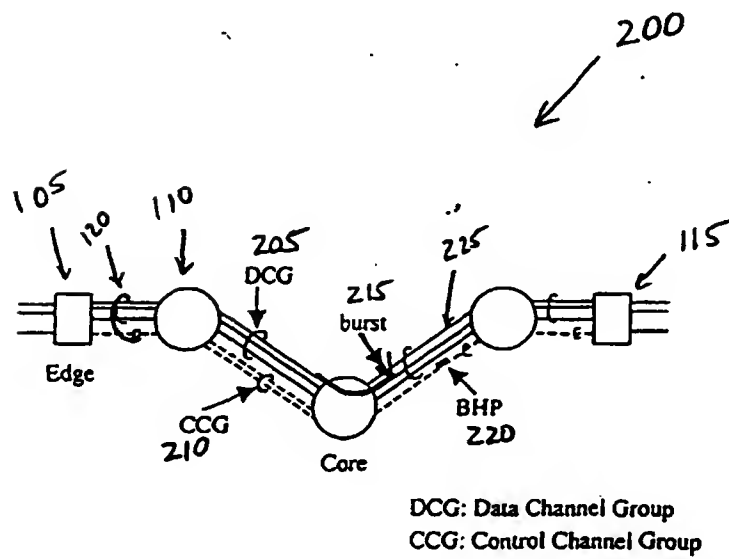 200
105
120
110
205
DCG
225
115
215
burst
Edge
CCG
210
BHP
220
Core
DCG: Data Channel Group
CCG: Control Channel Group